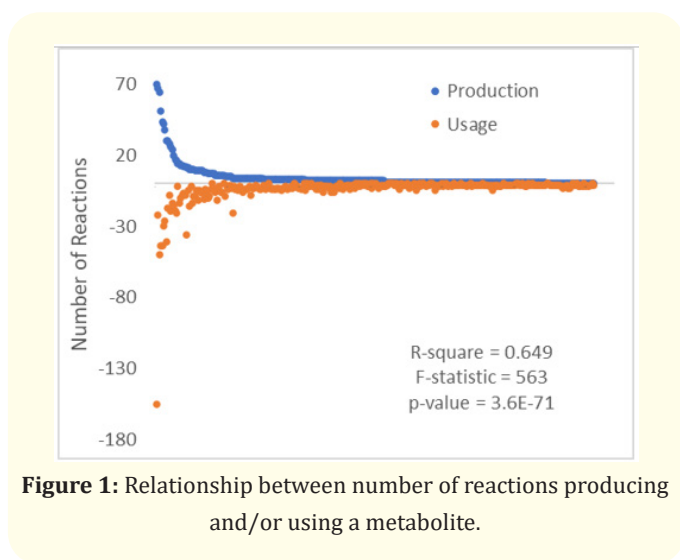 70
20
-30
-80
-130
-180
Number of Reactions
Production
Usage
R-square = 0.649
F-statistic = 563
p-value = 3.6E-71
Figure 1: Relationship between number of reactions producing
and/or using a metabolite.